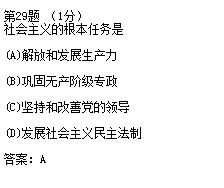 第29题 （1分）
社会主义的根本任务是
(A)解放和发展生产力
(B)巩固无产阶级专政
(C)坚持和改善党的领导
(D)发展社会主义民主法制
答案：A